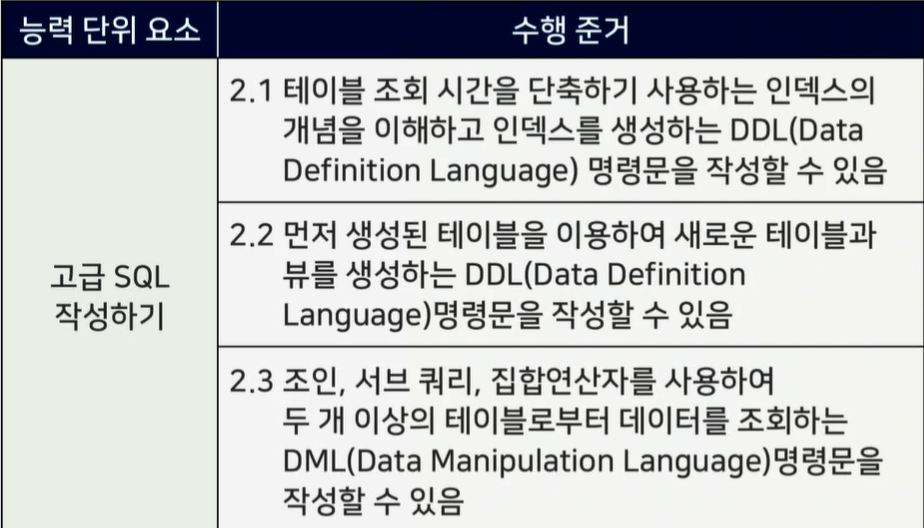 능력 단위 요소
수행 준거
고급 SQL
작성하기
2.1 테이블 조회 시간을 단축하기 사용하는 인덱스의
개념을 이해하고 인덱스를 생성하는 DDL(Data
Definition Language) 명령문을 작성할 수 있음
2.2 먼저 생성된 테이블을 이용하여 새로운 테이블과
뷰를 생성하는 DDL(Data Definition
Language)명령문을 작성할 수 있음
2.3 조인, 서브 쿼리, 집합연산자를 사용하여
두 개 이상의 테이블로부터 데이터를 조회하는
DML(Data Manipulation Language)명령문을
작성할 수 있음